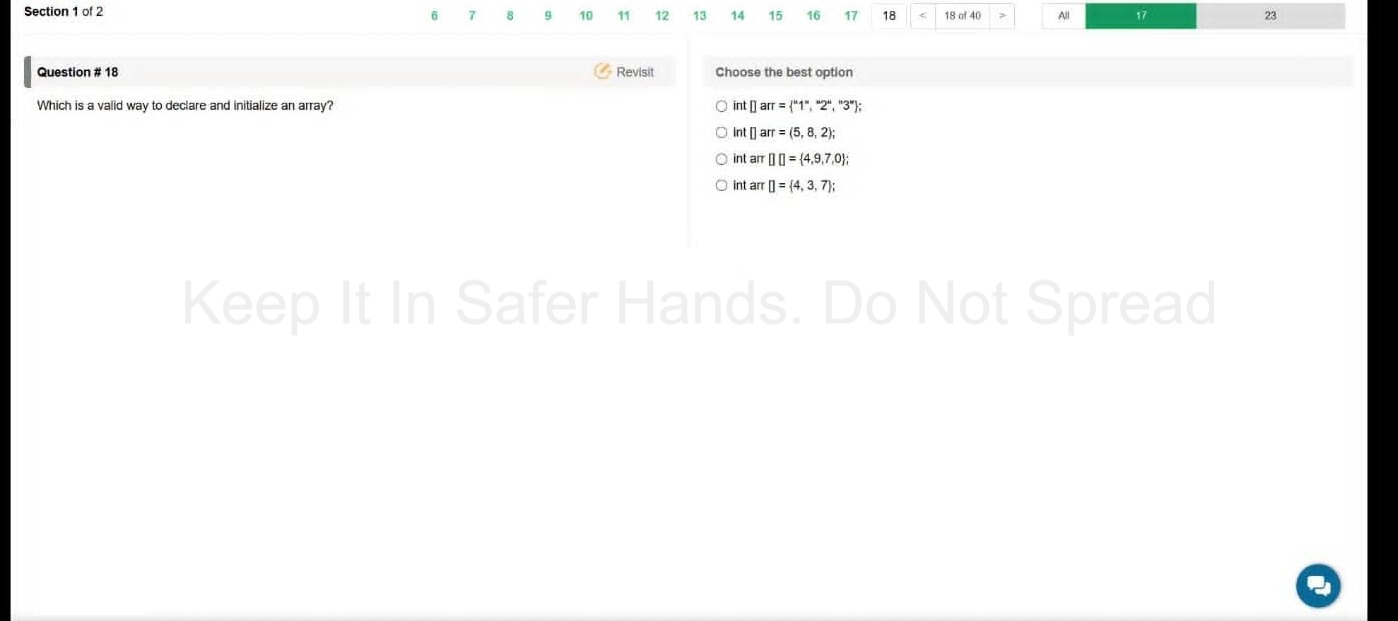 Section 1 of 2
6 7 8 9 10 11 12 13 14 15 16 17 18 < 18 of 40 > All 17 23
Question # 18
Revisit
Which is a valid way to declare and initialize an array?
Choose the best option
int [] arr = {"1", "2", "3"};
int [] arr = (5, 8, 2);
int arr [] [] = {4,9,7,0};
int arr [] = {4, 3, 7};
Keep It In Safer Hands. Do Not Spread